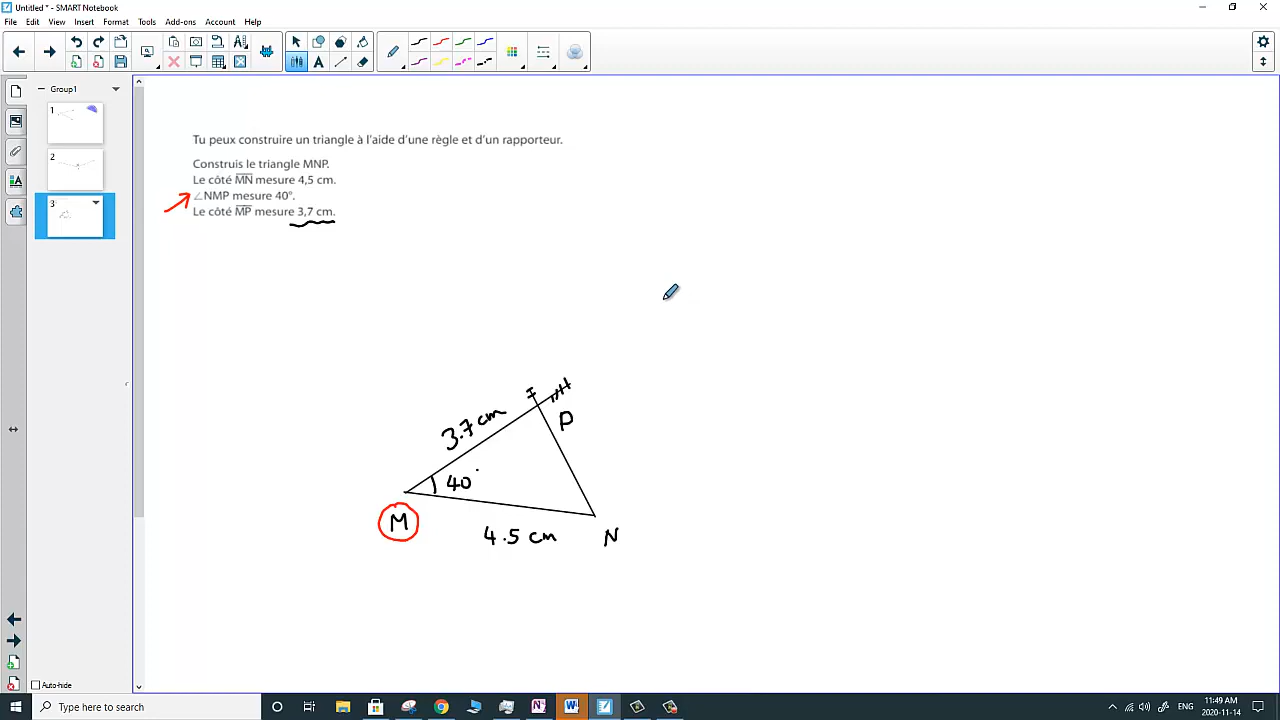 Untitled * - SMART Notebook
File Edit View Insert Format Tools Add-ons Account Help
Group1
1
2
3
Tu peux construire un triangle à l'aide d'une règle et d'un rapporteur.
Construis le triangle MNP.
Le côté MN mesure 4,5 cm.
∠NMP mesure 40°.
Le côté MP mesure 3,7 cm.
3.7 cm
P
40°
M
4.5 cm
N
Auto-hide
Type here to search
ENG
11:49 AM
2020-11-14